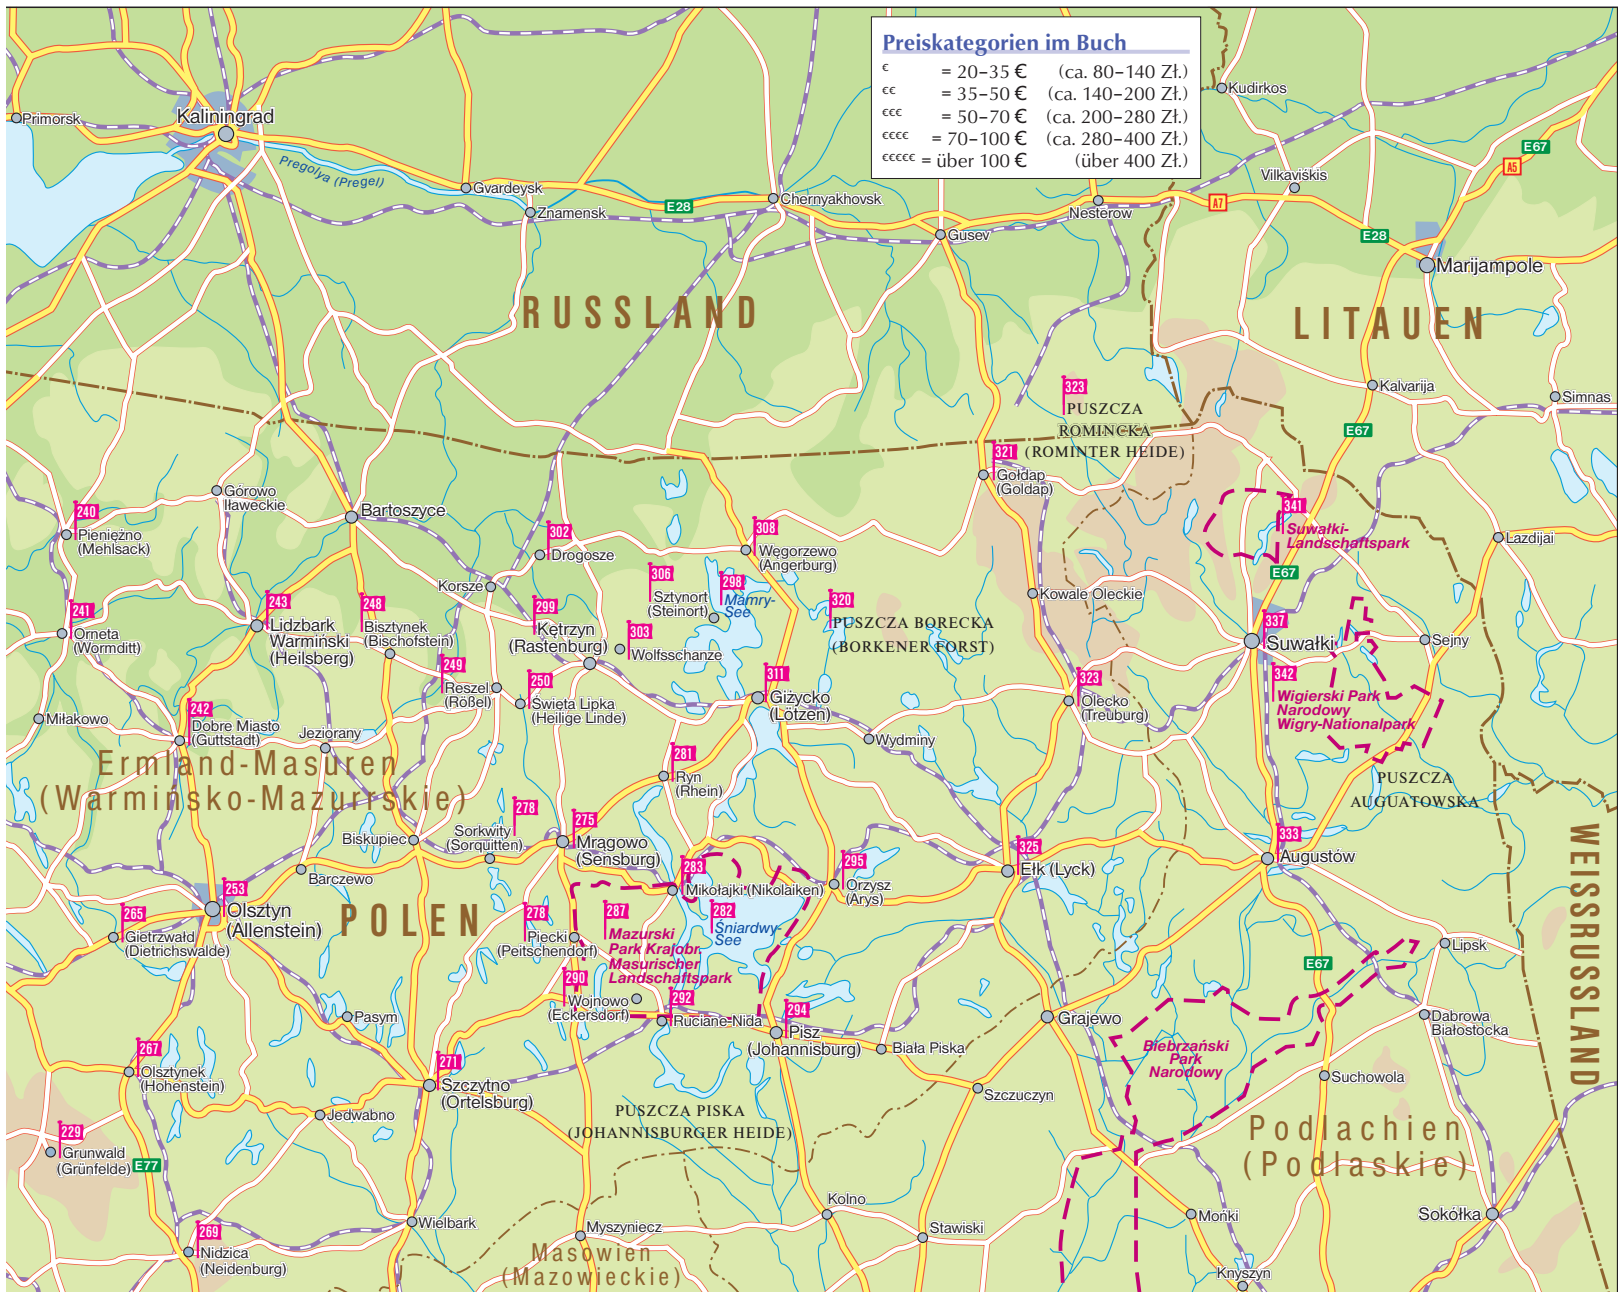 Preiskategorien im Buch
€ = 20–35 € (ca. 80–140 Zł.)
€€ = 35–50 € (ca. 140–200 Zł.)
€€€ = 50–70 € (ca. 200–280 Zł.)
€€€€ = 70–100 € (ca. 280–400 Zł.)
€€€€€ = über 100 € (über 400 Zł.)
Kudirkos
Primorsk
Kaliningrad
E67
A5
Pregolya (Pregel)
Vilkaviškis
Gvardeysk
Chernyakhovsk
Znamensk
E28
Nesterow
A7
Gusev
E28
Marijampole
RUSSLAND
LITAUEN
323
Kalvarija
Simnas
PUSZCZA
ROMINCKA
(ROMINTER HEIDE)
E67
321
Gołdap
(Goldap)
Górowo
Iławeckie
240
Pieniężno
(Mehlsack)
Bartoszyce
341
Suwałki-
Landschaftspark
302
Drogosze
308
Węgorzewo
(Angerburg)
Lazdijai
E67
306
Sztynort
(Steinort)
298
Mamry-
See
Korsze
Kowale Oleckie
241
Orneta
(Wormditt)
243
Lidzbark
Warmiński
(Heilsberg)
248
Bisztynek
(Bischofstein)
299
Kętrzyn
(Rastenburg)
303
Wolfsschanze
320
PUSZCZA BORECKA
(BORKENER FORST)
337
Suwałki
Sejny
249
Reszel
(Rößel)
250
Święta Lipka
(Heilige Linde)
311
Giżycko
(Lötzen)
323
Olecko
(Treuburg)
342
Wigierski Park
Narodowy
Wigry-Nationalpark
Miłakowo
242
Dobre Miasto
(Guttstadt)
Jeziorany
Wydminy
Ermland-Masuren
(Warmińsko-Mazurrskie)
281
Ryn
(Rhein)
PUSZCZA
AUGUATOWSKA
278
Sorkwity
(Sorquitten)
275
Mrągowo
(Sensburg)
Biskupiec
333
Augustów
WEISSRUSSLAND
325
Ełk (Lyck)
Barczewo
283
Mikołajki (Nikolaiken)
295
Orzysz
(Arys)
253
Olsztyn
(Allenstein)
POLEN
265
Gietrzwałd
(Dietrichswalde)
278
Piecki
(Peitschendorf)
287
Mazurski
Park Krajobr.
Masurischer
Landschaftspark
282
Śniardwy-
See
Lipsk
E67
290
Wojnowo
(Eckersdorf)
292
Ruciane-Nida
294
Pisz
(Johannisburg)
Pasym
Grajewo
Dabrowa
Białostocka
Biała Piska
Biebrzański
Park
Narodowy
267
Olsztynek
(Hohenstein)
271
Szczytno
(Ortelsburg)
Szczuczyn
Suchowola
Jedwabno
PUSZCZA PISKA
(JOHANNISBURGER HEIDE)
229
Grunwald
(Grünfelde)
E77
Podlachien
(Podlaskie)
Kolno
Wielbark
Myszyniec
Stawiski
Mońki
Sokółka
269
Nidzica
(Neidenburg)
Masowien
(Mazowieckie)
Knyszyn